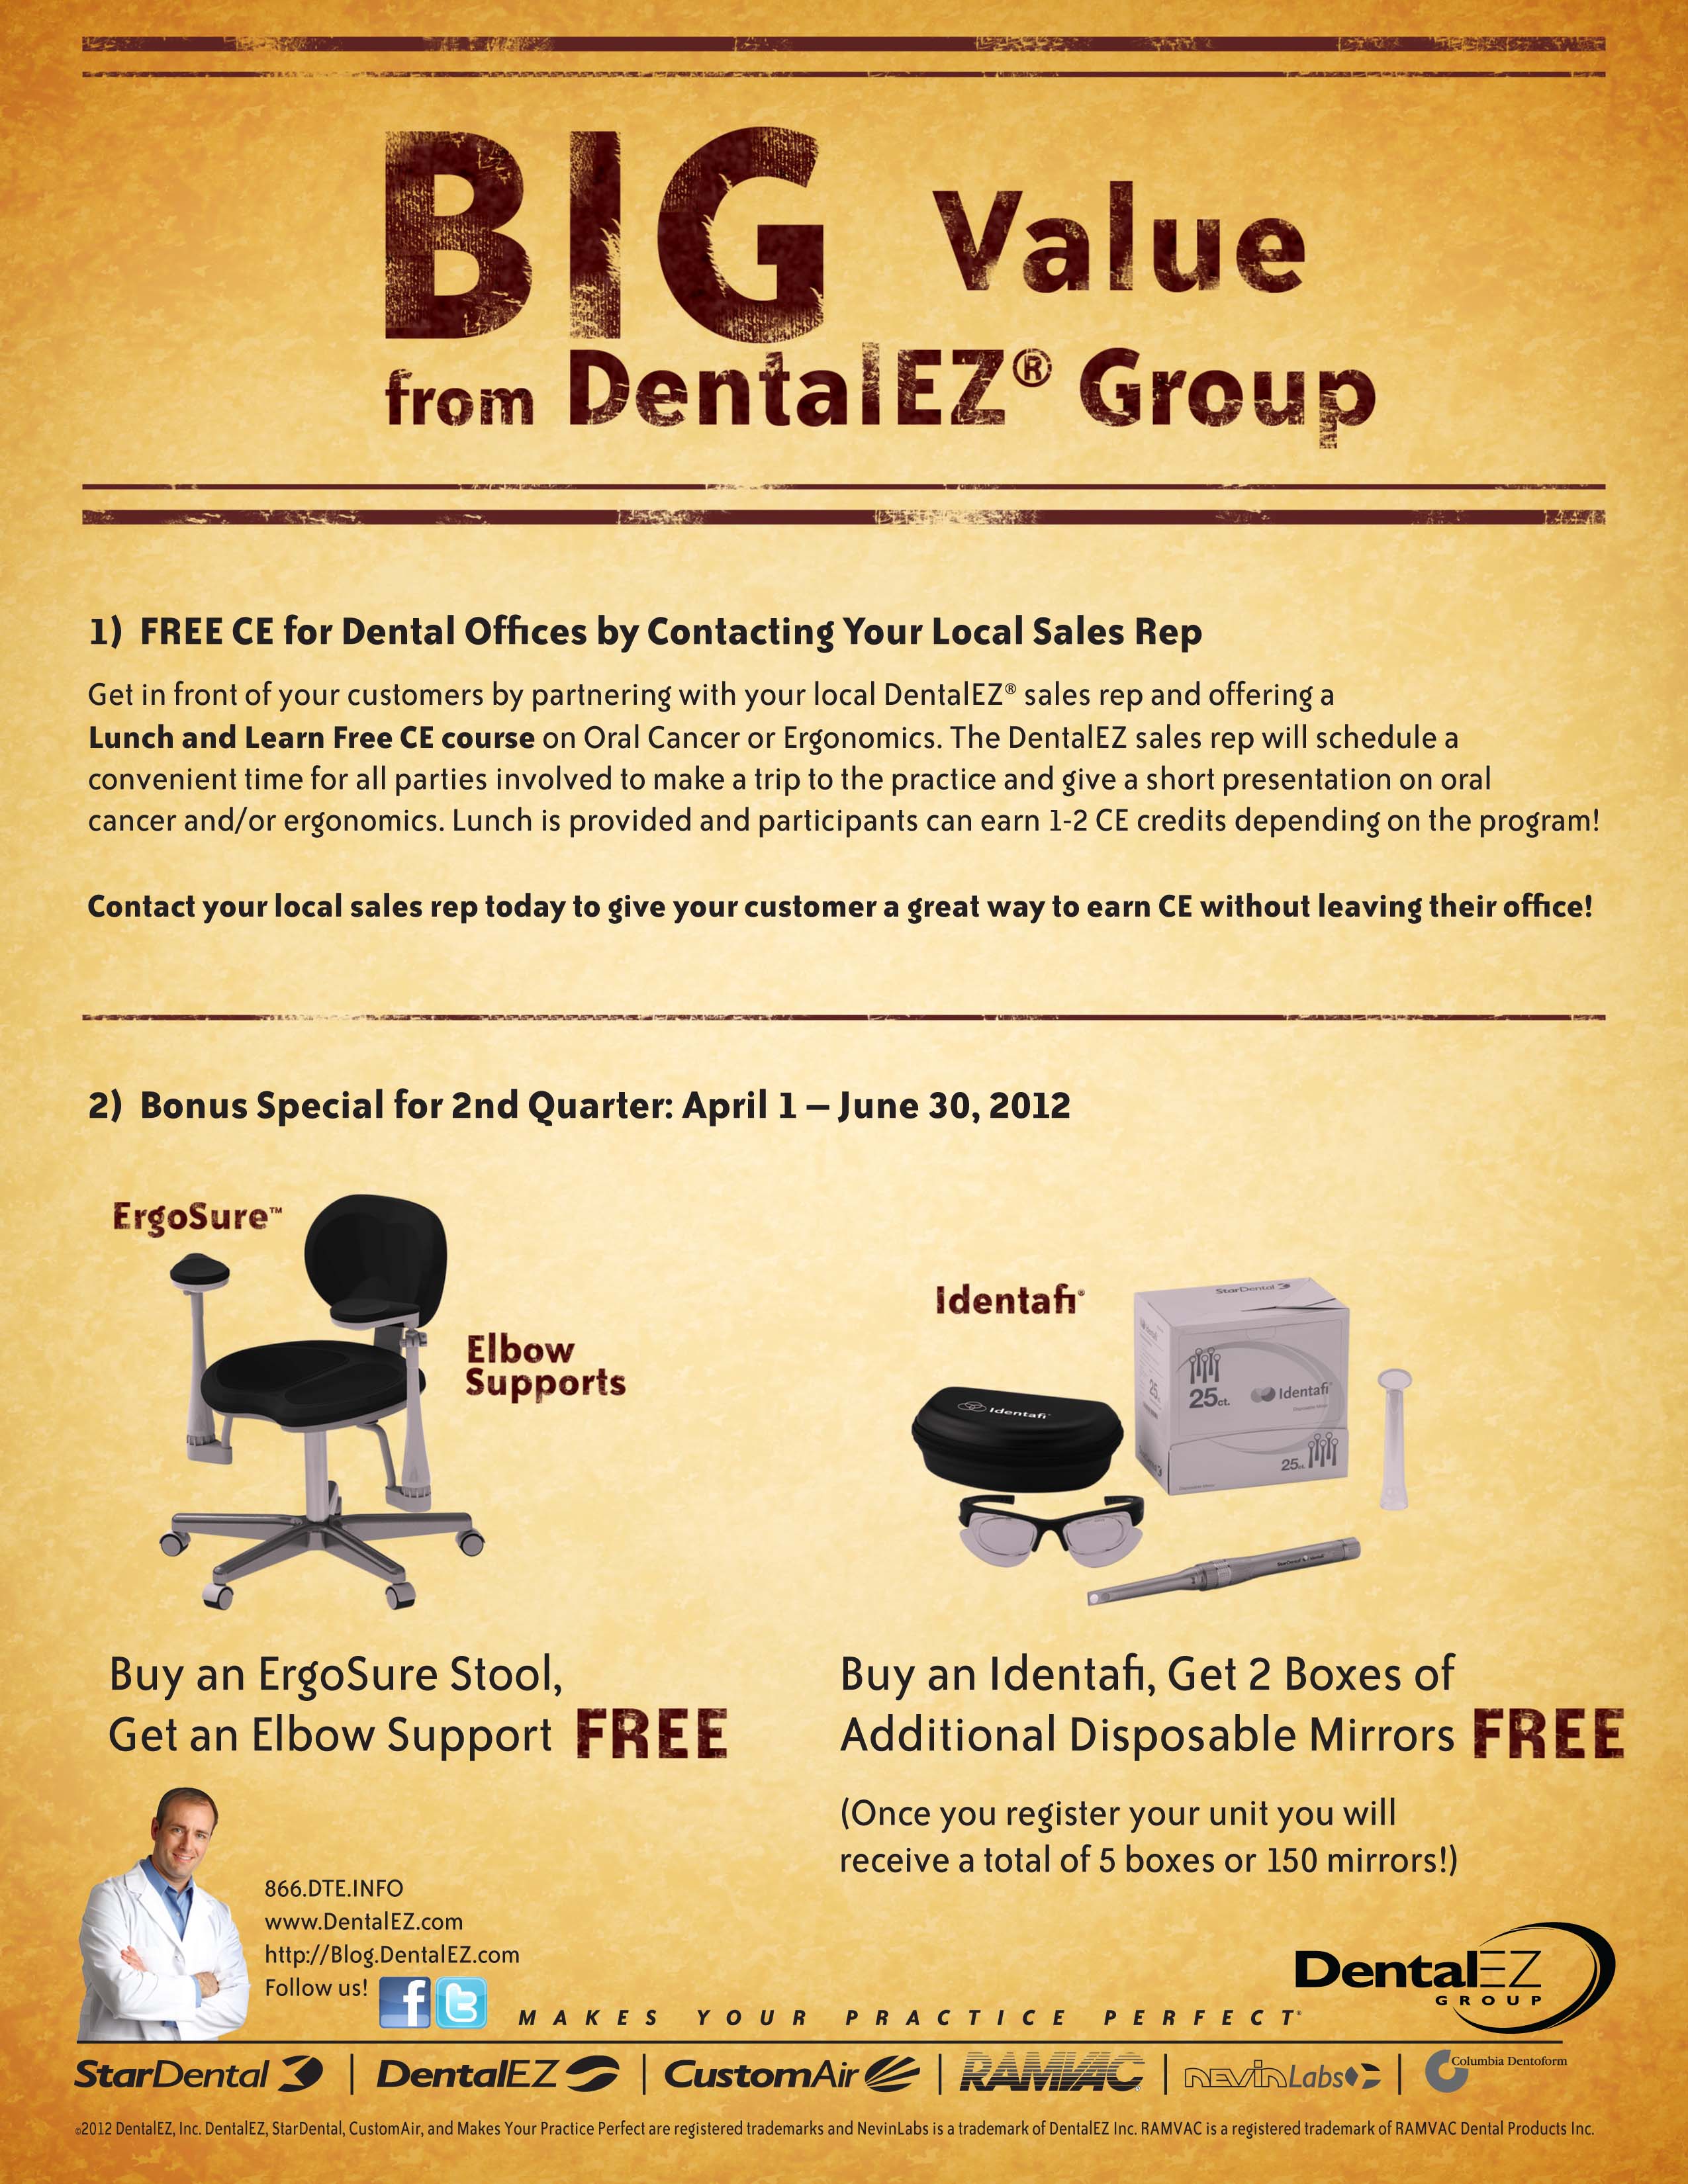 BIG Value
from DentalEZ® Group
1) FREE CE for Dental Offices by Contacting Your Local Sales Rep
Get in front of your customers by partnering with your local DentalEZ® sales rep and offering a
Lunch and Learn Free CE course on Oral Cancer or Ergonomics. The DentalEZ sales rep will schedule a
convenient time for all parties involved to make a trip to the practice and give a short presentation on oral
cancer and/or ergonomics. Lunch is provided and participants can earn 1-2 CE credits depending on the program!
Contact your local sales rep today to give your customer a great way to earn CE without leaving their office!
2) Bonus Special for 2nd Quarter: April 1 – June 30, 2012
ErgoSure™
Elbow
Supports
Identafi®
StarDental
25ct.
Identafi
25ct.
Identafi
Buy an ErgoSure Stool,
Get an Elbow Support FREE
Buy an Identafi, Get 2 Boxes of
Additional Disposable Mirrors FREE
(Once you register your unit you will
receive a total of 5 boxes or 150 mirrors!)
866.DTE.INFO
www.DentalEZ.com
http://Blog.DentalEZ.com
Follow us!
MAKES YOUR PRACTICE PERFECT®
DentalEZ
GROUP
StarDental | DentalEZ | CustomAir | RAMVAC | NevinLabs | Columbia Dentoform
©2012 DentalEZ, Inc. DentalEZ, StarDental, CustomAir, and Makes Your Practice Perfect are registered trademarks and NevinLabs is a trademark of DentalEZ Inc. RAMVAC is a registered trademark of RAMVAC Dental Products Inc.